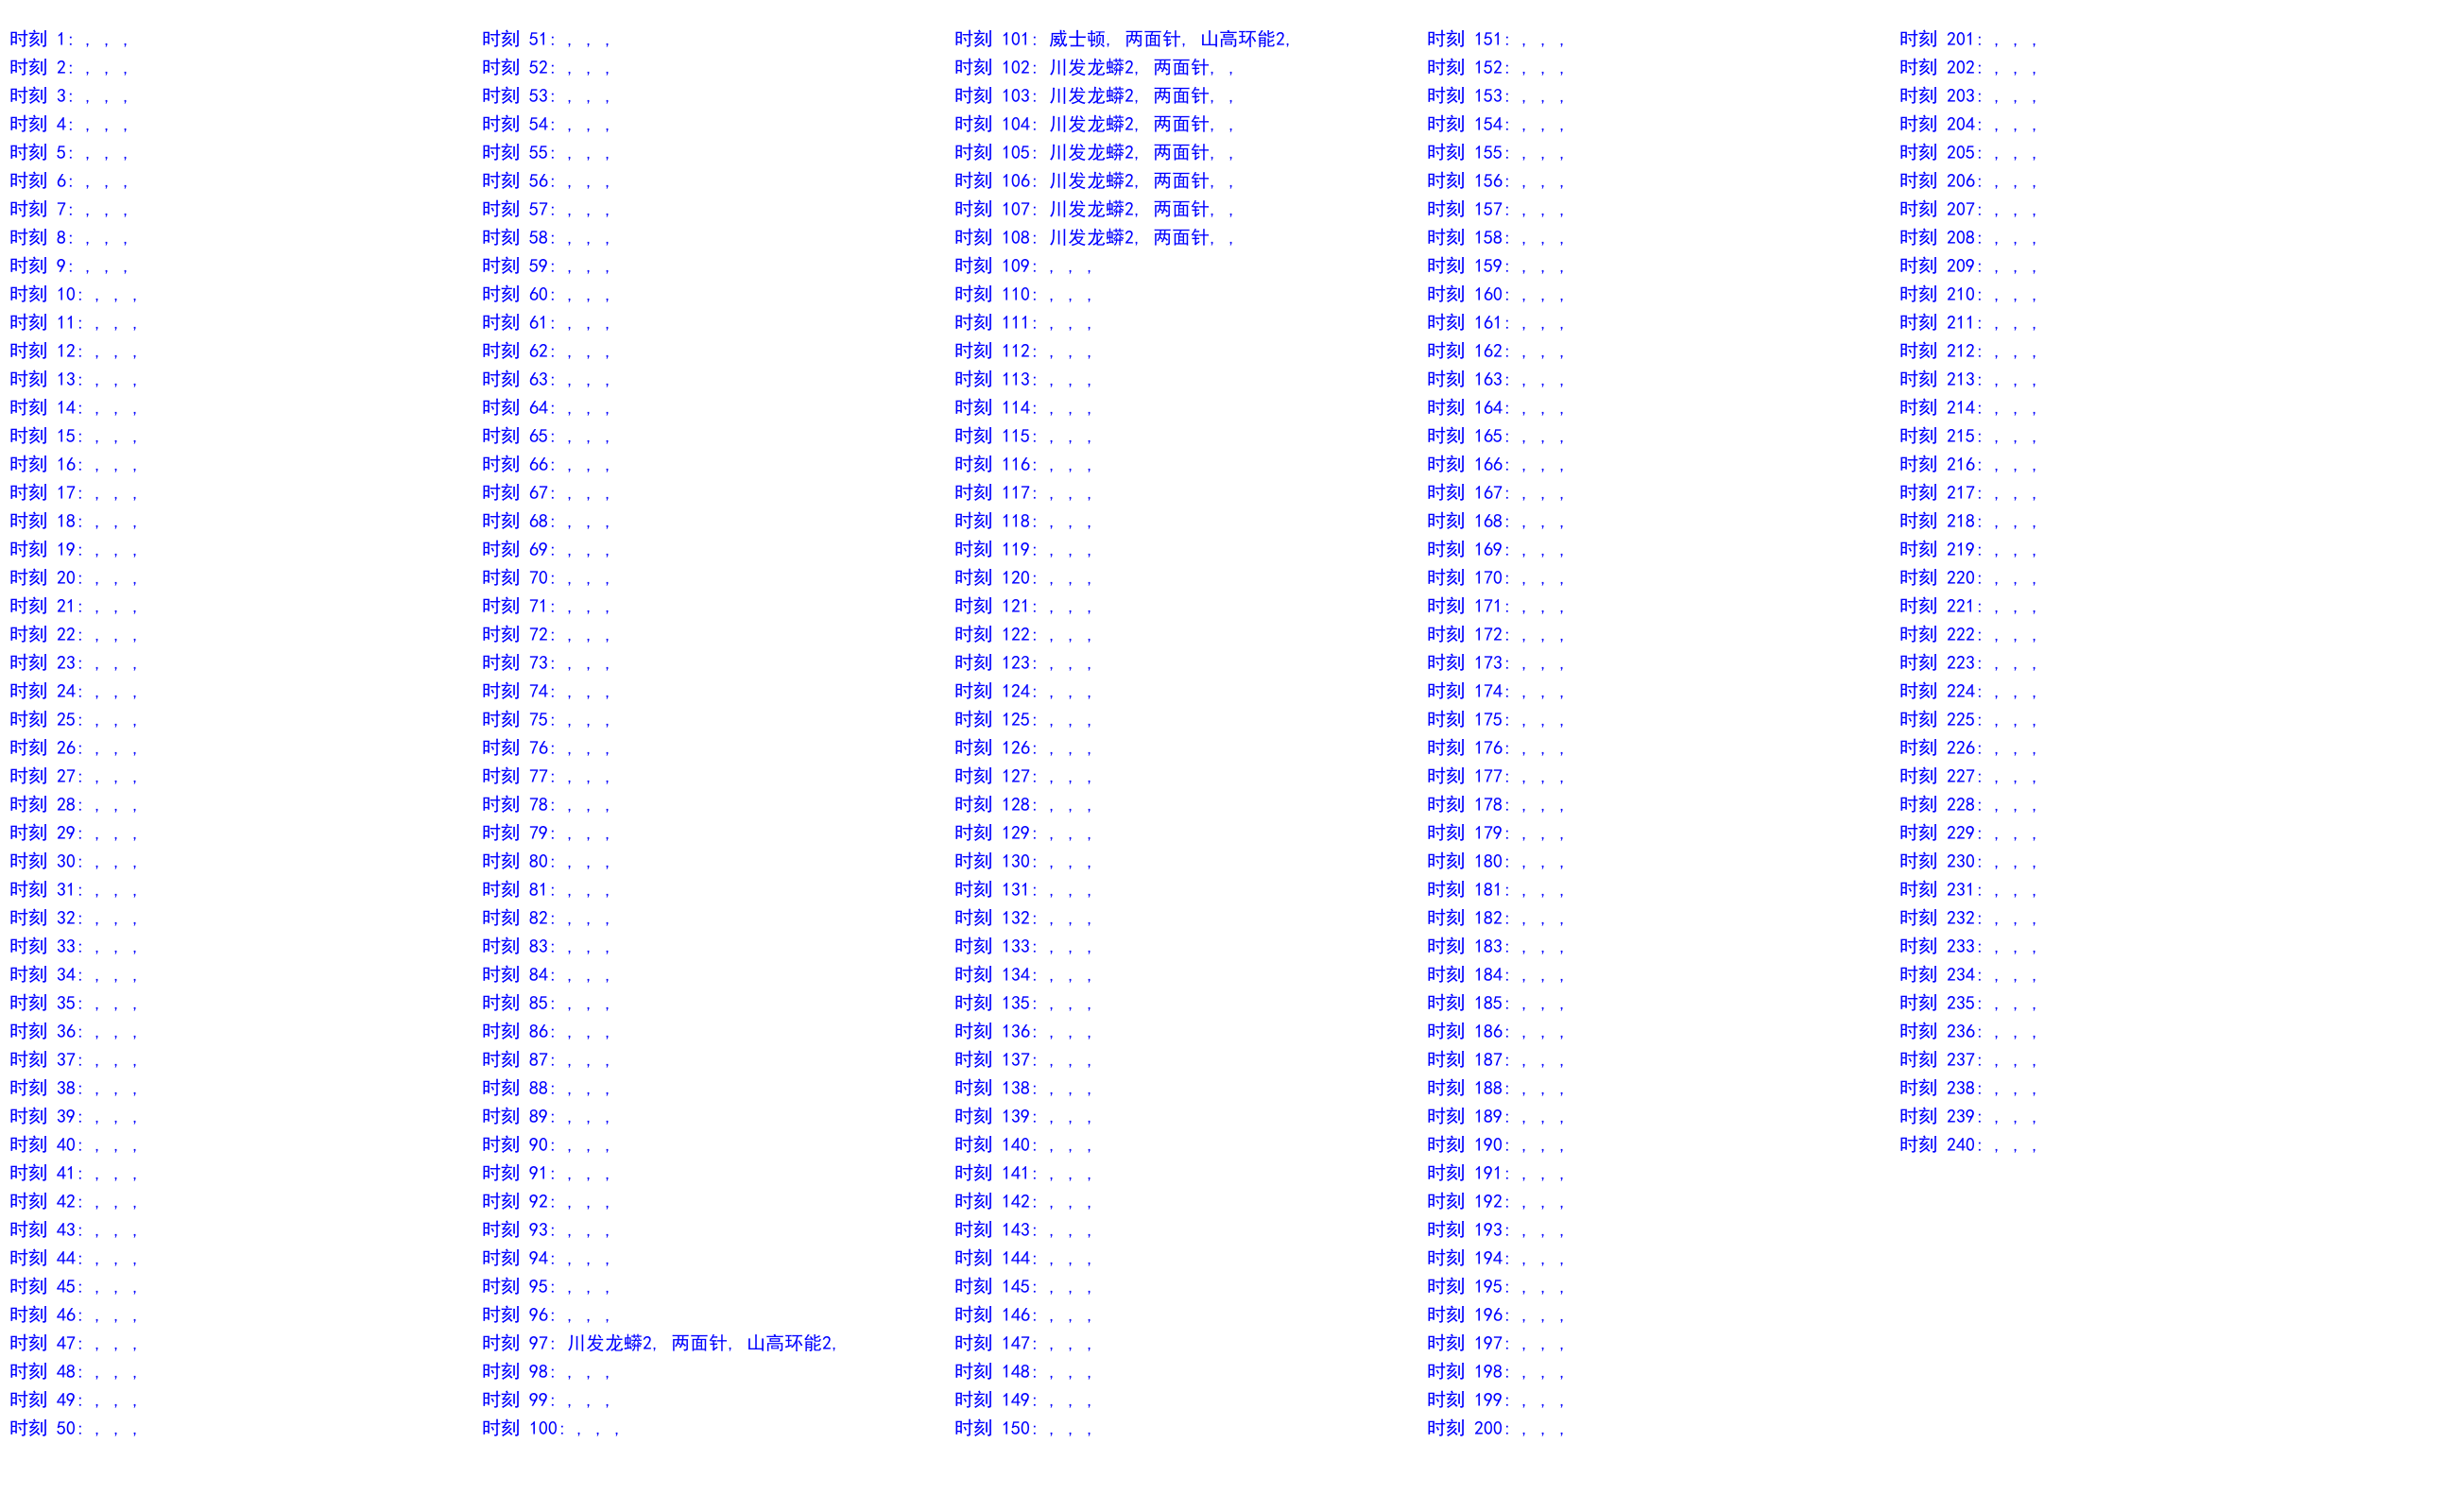 时刻 1: , , ,
时刻 2: , , ,
时刻 3: , , ,
时刻 4: , , ,
时刻 5: , , ,
时刻 6: , , ,
时刻 7: , , ,
时刻 8: , , ,
时刻 9: , , ,
时刻 10: , , ,
时刻 11: , , ,
时刻 12: , , ,
时刻 13: , , ,
时刻 14: , , ,
时刻 15: , , ,
时刻 16: , , ,
时刻 17: , , ,
时刻 18: , , ,
时刻 19: , , ,
时刻 20: , , ,
时刻 21: , , ,
时刻 22: , , ,
时刻 23: , , ,
时刻 24: , , ,
时刻 25: , , ,
时刻 26: , , ,
时刻 27: , , ,
时刻 28: , , ,
时刻 29: , , ,
时刻 30: , , ,
时刻 31: , , ,
时刻 32: , , ,
时刻 33: , , ,
时刻 34: , , ,
时刻 35: , , ,
时刻 36: , , ,
时刻 37: , , ,
时刻 38: , , ,
时刻 39: , , ,
时刻 40: , , ,
时刻 41: , , ,
时刻 42: , , ,
时刻 43: , , ,
时刻 44: , , ,
时刻 45: , , ,
时刻 46: , , ,
时刻 47: , , ,
时刻 48: , , ,
时刻 49: , , ,
时刻 50: , , ,
时刻 51: , , ,
时刻 52: , , ,
时刻 53: , , ,
时刻 54: , , ,
时刻 55: , , ,
时刻 56: , , ,
时刻 57: , , ,
时刻 58: , , ,
时刻 59: , , ,
时刻 60: , , ,
时刻 61: , , ,
时刻 62: , , ,
时刻 63: , , ,
时刻 64: , , ,
时刻 65: , , ,
时刻 66: , , ,
时刻 67: , , ,
时刻 68: , , ,
时刻 69: , , ,
时刻 70: , , ,
时刻 71: , , ,
时刻 72: , , ,
时刻 73: , , ,
时刻 74: , , ,
时刻 75: , , ,
时刻 76: , , ,
时刻 77: , , ,
时刻 78: , , ,
时刻 79: , , ,
时刻 80: , , ,
时刻 81: , , ,
时刻 82: , , ,
时刻 83: , , ,
时刻 84: , , ,
时刻 85: , , ,
时刻 86: , , ,
时刻 87: , , ,
时刻 88: , , ,
时刻 89: , , ,
时刻 90: , , ,
时刻 91: , , ,
时刻 92: , , ,
时刻 93: , , ,
时刻 94: , , ,
时刻 95: , , ,
时刻 96: , , ,
时刻 97: 川发龙蟒2, 两面针, 山高环能2,
时刻 98: , , ,
时刻 99: , , ,
时刻 100: , , ,
时刻 101: 威士顿, 两面针, 山高环能2,
时刻 102: 川发龙蟒2, 两面针, ,
时刻 103: 川发龙蟒2, 两面针, ,
时刻 104: 川发龙蟒2, 两面针, ,
时刻 105: 川发龙蟒2, 两面针, ,
时刻 106: 川发龙蟒2, 两面针, ,
时刻 107: 川发龙蟒2, 两面针, ,
时刻 108: 川发龙蟒2, 两面针, ,
时刻 109: , , ,
时刻 110: , , ,
时刻 111: , , ,
时刻 112: , , ,
时刻 113: , , ,
时刻 114: , , ,
时刻 115: , , ,
时刻 116: , , ,
时刻 117: , , ,
时刻 118: , , ,
时刻 119: , , ,
时刻 120: , , ,
时刻 121: , , ,
时刻 122: , , ,
时刻 123: , , ,
时刻 124: , , ,
时刻 125: , , ,
时刻 126: , , ,
时刻 127: , , ,
时刻 128: , , ,
时刻 129: , , ,
时刻 130: , , ,
时刻 131: , , ,
时刻 132: , , ,
时刻 133: , , ,
时刻 134: , , ,
时刻 135: , , ,
时刻 136: , , ,
时刻 137: , , ,
时刻 138: , , ,
时刻 139: , , ,
时刻 140: , , ,
时刻 141: , , ,
时刻 142: , , ,
时刻 143: , , ,
时刻 144: , , ,
时刻 145: , , ,
时刻 146: , , ,
时刻 147: , , ,
时刻 148: , , ,
时刻 149: , , ,
时刻 150: , , ,
时刻 151: , , ,
时刻 152: , , ,
时刻 153: , , ,
时刻 154: , , ,
时刻 155: , , ,
时刻 156: , , ,
时刻 157: , , ,
时刻 158: , , ,
时刻 159: , , ,
时刻 160: , , ,
时刻 161: , , ,
时刻 162: , , ,
时刻 163: , , ,
时刻 164: , , ,
时刻 165: , , ,
时刻 166: , , ,
时刻 167: , , ,
时刻 168: , , ,
时刻 169: , , ,
时刻 170: , , ,
时刻 171: , , ,
时刻 172: , , ,
时刻 173: , , ,
时刻 174: , , ,
时刻 175: , , ,
时刻 176: , , ,
时刻 177: , , ,
时刻 178: , , ,
时刻 179: , , ,
时刻 180: , , ,
时刻 181: , , ,
时刻 182: , , ,
时刻 183: , , ,
时刻 184: , , ,
时刻 185: , , ,
时刻 186: , , ,
时刻 187: , , ,
时刻 188: , , ,
时刻 189: , , ,
时刻 190: , , ,
时刻 191: , , ,
时刻 192: , , ,
时刻 193: , , ,
时刻 194: , , ,
时刻 195: , , ,
时刻 196: , , ,
时刻 197: , , ,
时刻 198: , , ,
时刻 199: , , ,
时刻 200: , , ,
时刻 201: , , ,
时刻 202: , , ,
时刻 203: , , ,
时刻 204: , , ,
时刻 205: , , ,
时刻 206: , , ,
时刻 207: , , ,
时刻 208: , , ,
时刻 209: , , ,
时刻 210: , , ,
时刻 211: , , ,
时刻 212: , , ,
时刻 213: , , ,
时刻 214: , , ,
时刻 215: , , ,
时刻 216: , , ,
时刻 217: , , ,
时刻 218: , , ,
时刻 219: , , ,
时刻 220: , , ,
时刻 221: , , ,
时刻 222: , , ,
时刻 223: , , ,
时刻 224: , , ,
时刻 225: , , ,
时刻 226: , , ,
时刻 227: , , ,
时刻 228: , , ,
时刻 229: , , ,
时刻 230: , , ,
时刻 231: , , ,
时刻 232: , , ,
时刻 233: , , ,
时刻 234: , , ,
时刻 235: , , ,
时刻 236: , , ,
时刻 237: , , ,
时刻 238: , , ,
时刻 239: , , ,
时刻 240: , , ,